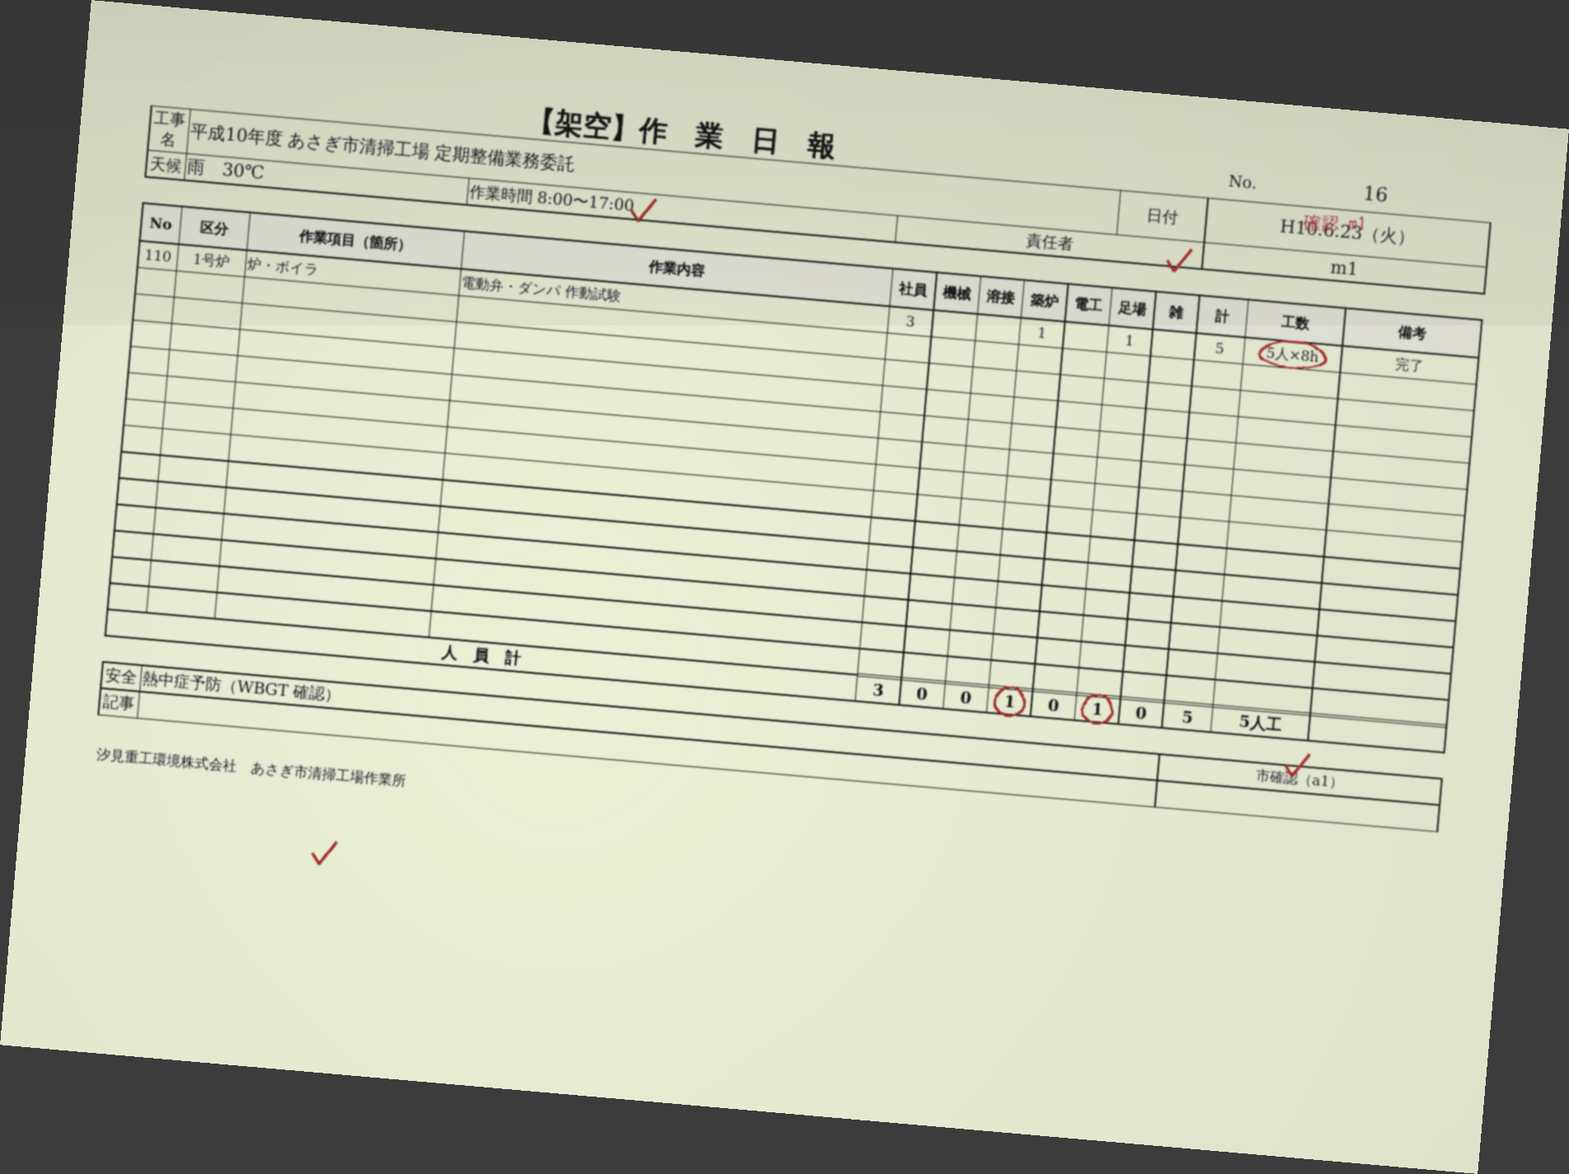 【架空】作 業 日 報
No. 16
工事名 平成10年度 あさぎ市清掃工場 定期整備業務委託 日付 H10.6.23（火）
確認 m1
天候 雨 30℃ 作業時間 8:00〜17:00 責任者 m1
No 区分 作業項目（箇所） 作業内容 社員 機械 溶接 築炉 電工 足場 雑 計 工数 備考
110 1号炉 炉・ボイラ 電動弁・ダンパ 作動試験 3 1 1 5 5人×8h 完了
人 員 計 3 0 0 1 0 1 0 5 5人工
安全 熱中症予防（WBGT 確認） 市確認（a1）
記事
汐見重工環境株式会社 あさぎ市清掃工場作業所